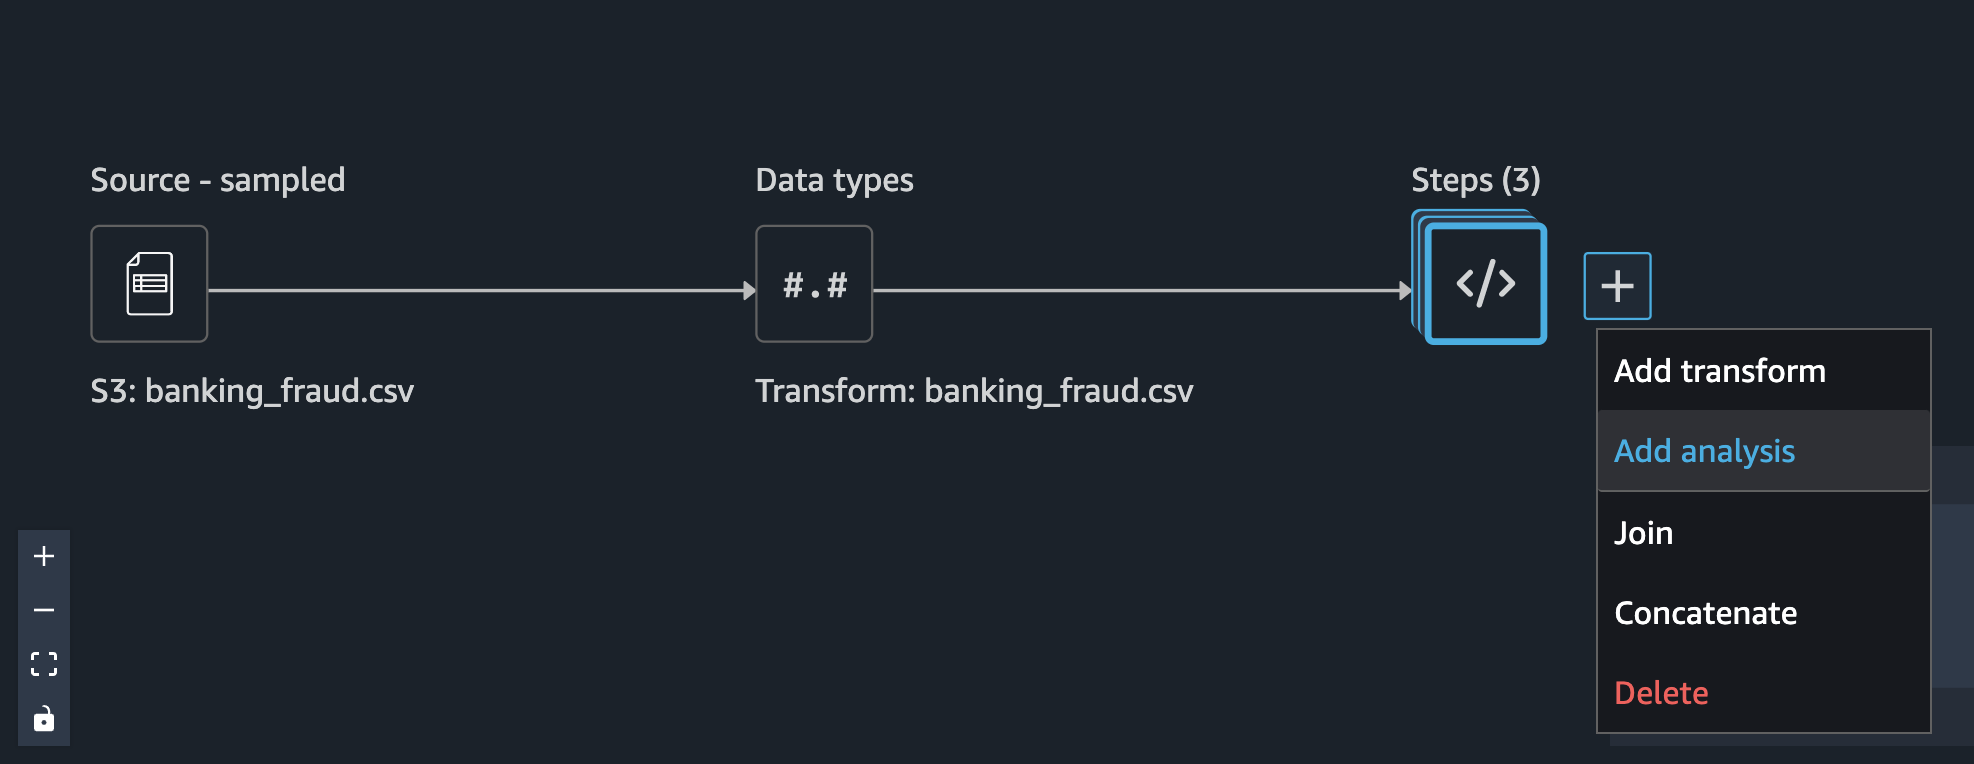 Source - sampled
Data types
Steps (3)
#.#
</>
S3: banking_fraud.csv
Transform: banking_fraud.csv
Add transform
Add analysis
Join
Concatenate
Delete